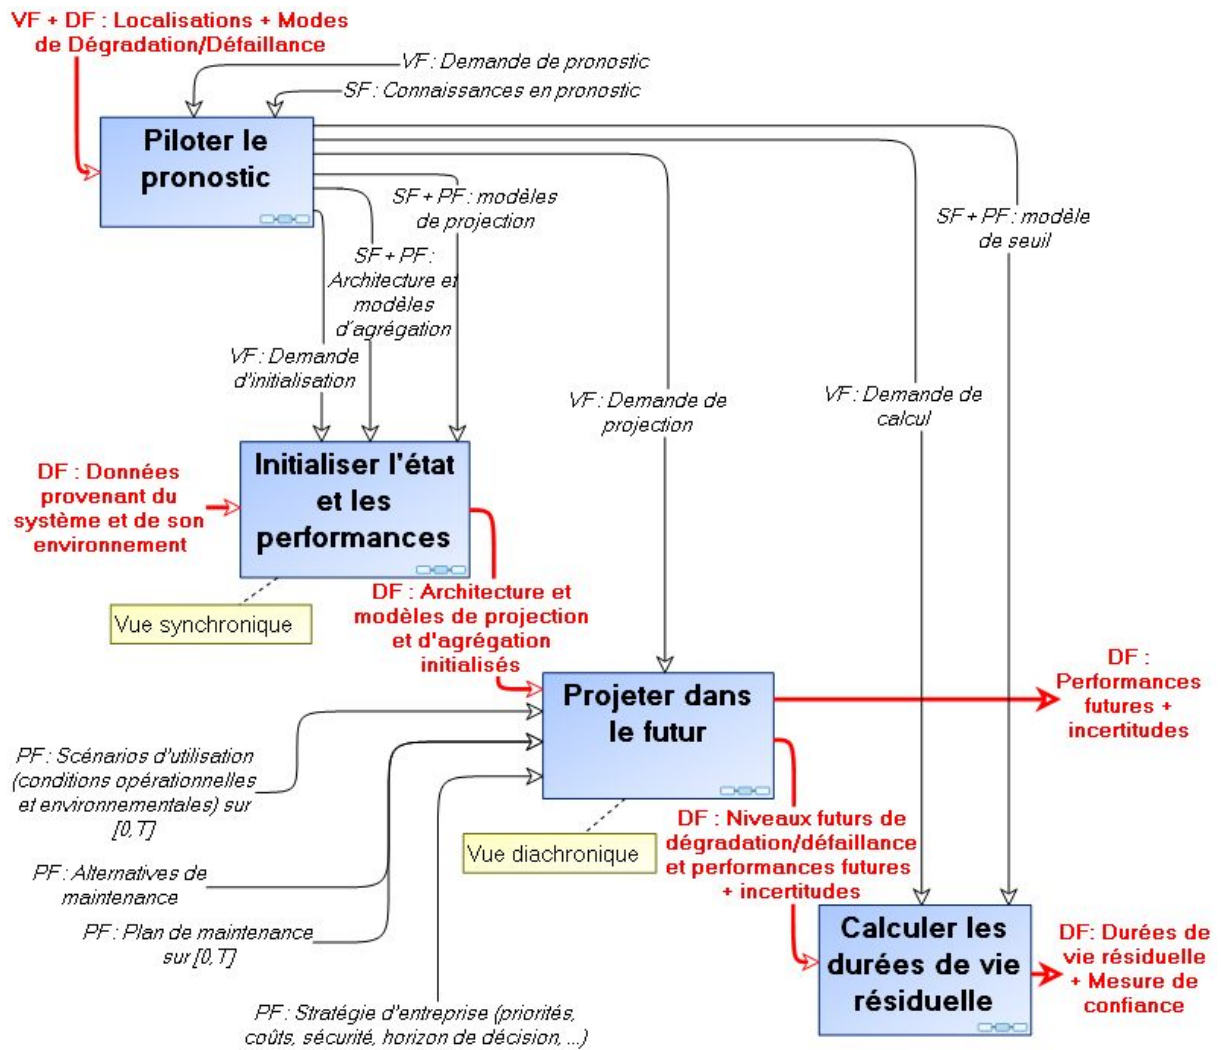 VF + DF : Localisations + Modes
de Dégradation/Défaillance
VF : Demande de pronostic
SF : Connaissances en pronostic
Piloter le
pronostic
SF + PF : modèles
de projection
SF + PF : modèle
de seuil
SF + PF :
Architecture et
modèles
d'agrégation
VF : Demande
d'initialisation
VF : Demande de
projection
VF : Demande de
calcul
Initialiser l'état
et les
performances
DF : Données
provenant du
système et de son
environnement
Vue synchronique
DF : Architecture et
modèles de projection
et d'agrégation
initialisés
Projeter dans
le futur
DF :
Performances
futures +
incertitudes
PF : Scénarios d'utilisation
(conditions opérationnelles
et environnementales) sur
[0,T]
Vue diachronique
DF : Niveaux futurs de
dégradation/défaillance
et performances futures
+ incertitudes
PF : Alternatives de
maintenance
PF : Plan de maintenance
sur [0,T]
Calculer les
durées de vie
résiduelle
DF: Durées de
vie résiduelle
+ Mesure de
confiance
PF : Stratégie d'entreprise (priorités,
coûts, sécurité, horizon de décision, ...)